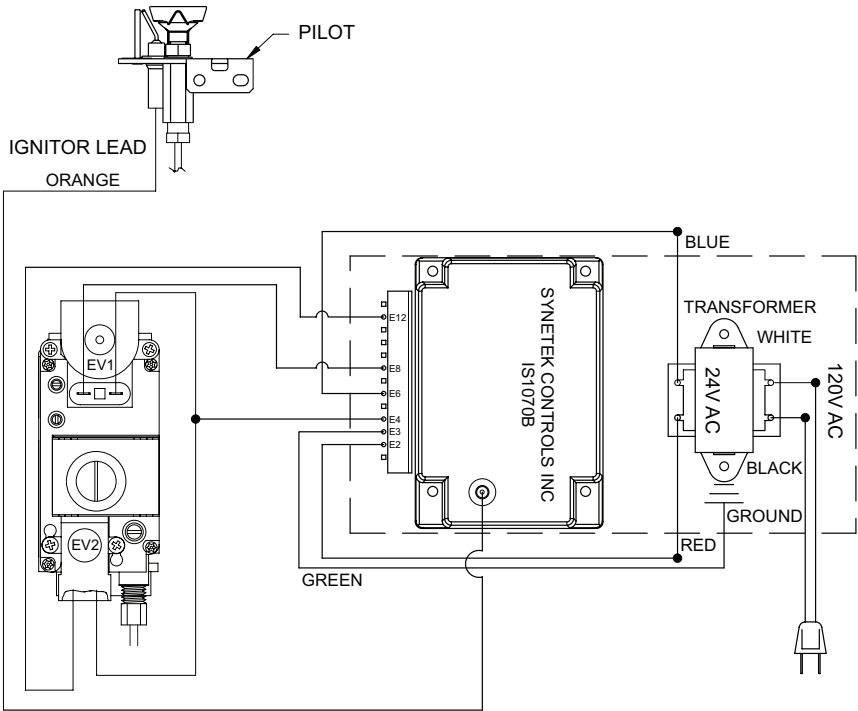 PILOT
IGNITOR LEAD
ORANGE
BLUE
TRANSFORMER
WHITE
24V AC
120V AC
BLACK
GROUND
RED
GREEN
SYNETEK CONTROLS INC
IS1070B
E12
E8
E6
E4
E3
E2
EV1
EV2